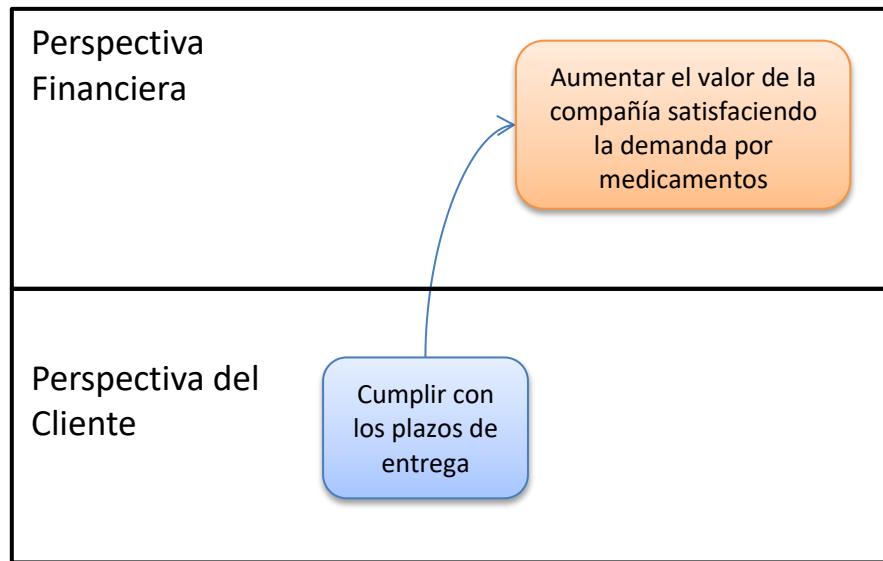 Perspectiva
Financiera
Aumentar el valor de la
compañía satisfaciendo
la demanda por
medicamentos
Perspectiva del
Cliente
Cumplir con
los plazos de
entrega